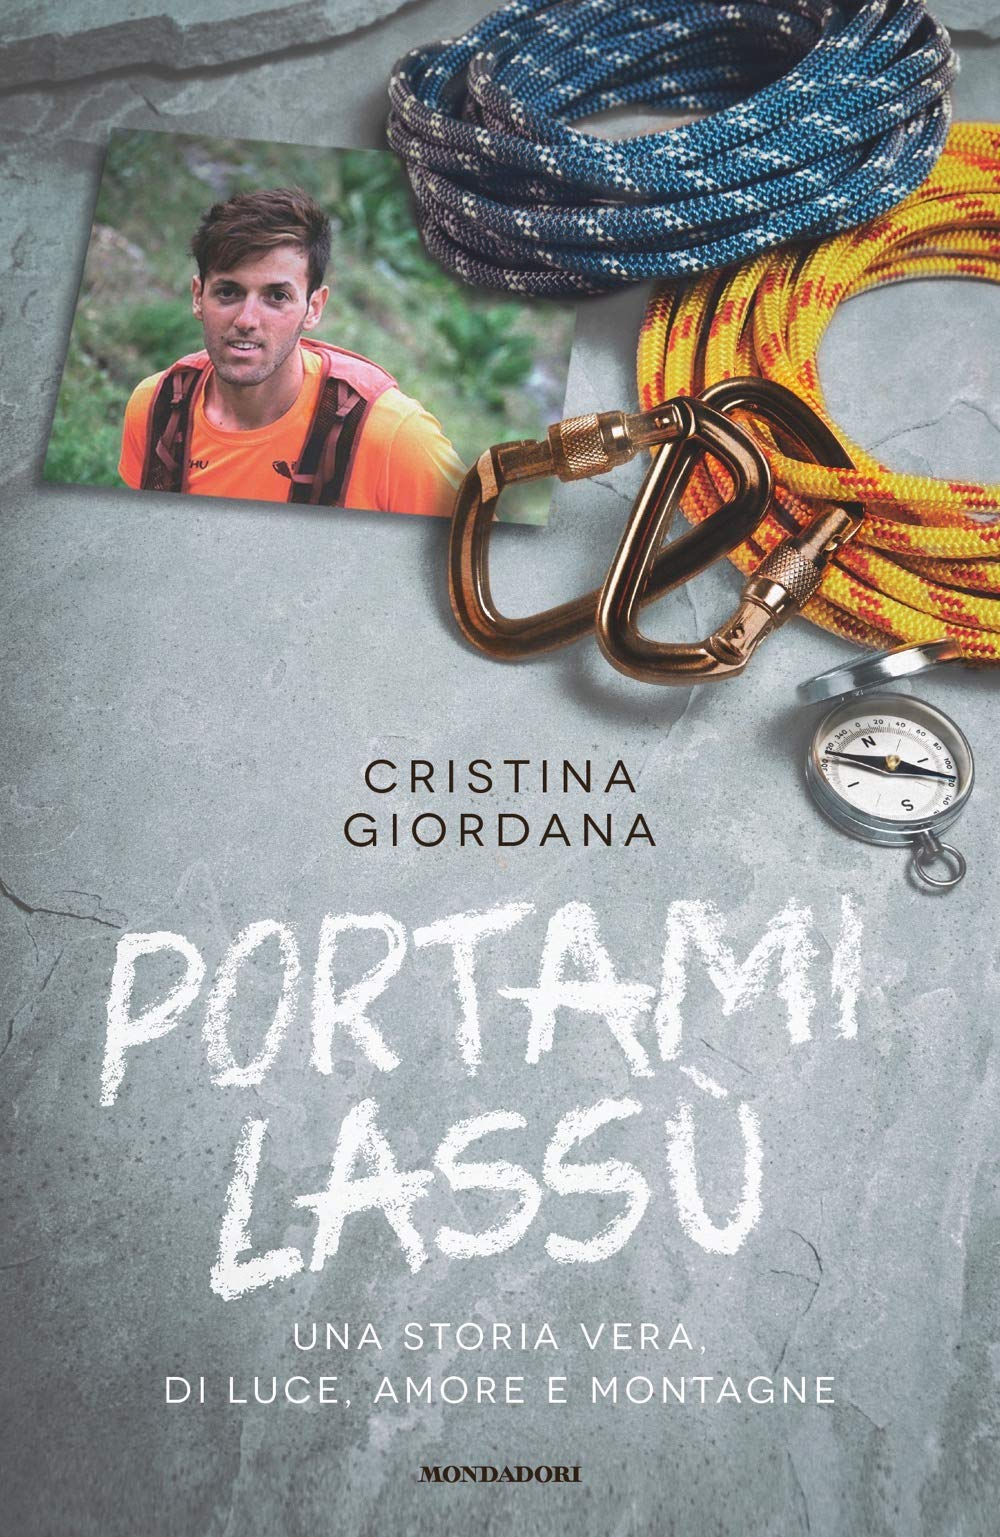 CRISTINA
GIORDANA
PORTAMI
LASSÙ
UNA STORIA VERA,
DI LUCE, AMORE E MONTAGNE
MONDADORI